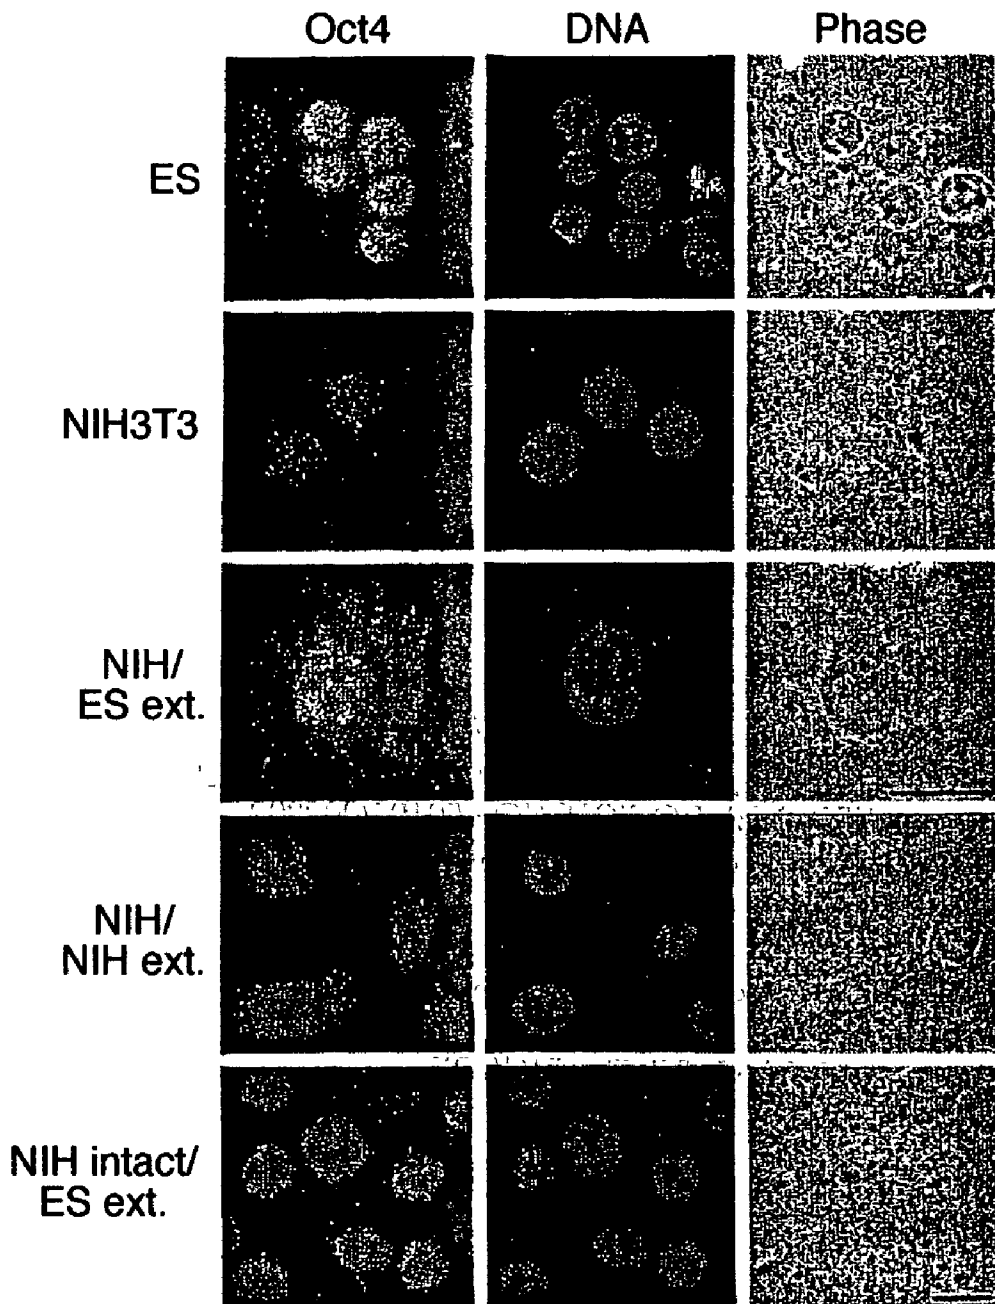 Oct4 DNA Phase
ES
NIH3T3
NIH/
ES ext.
NIH/
NIH ext.
NIH intact/
ES ext.